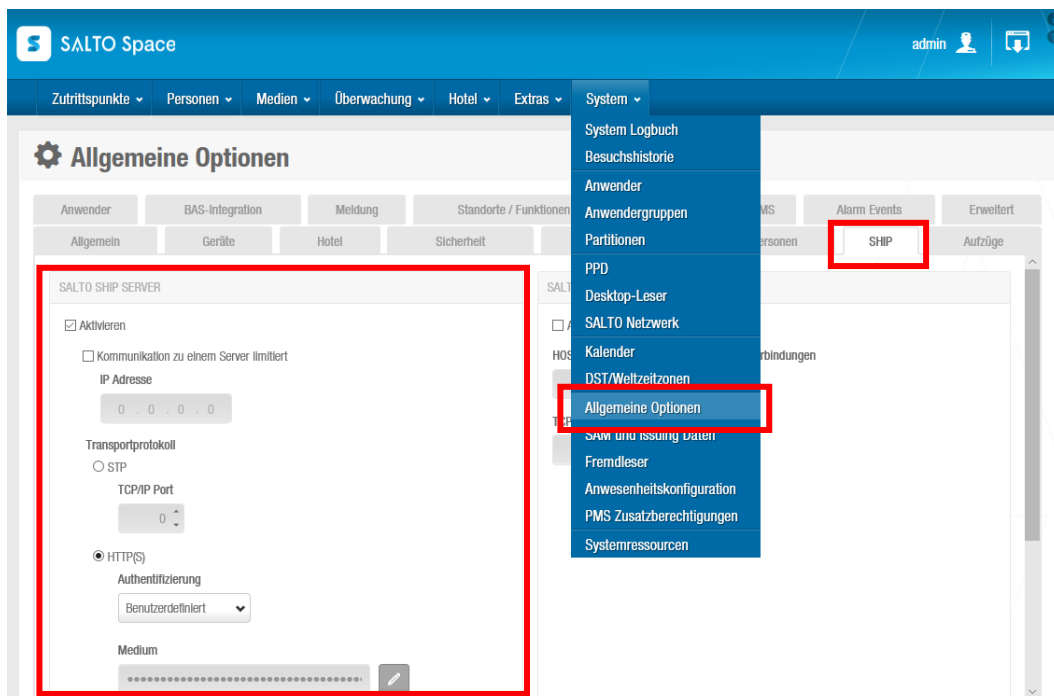 S SALTO Space
admin
Zutrittspunkte Personen Medien Überwachung Hotel Extras System
System Logbuch
Besuchshistorie
Anwender
Anwendergruppen
Partitionen
PPD
Desktop-Leser
SALTO Netzwerk
Kalender
DST/Weltzeitzonen
Allgemeine Optionen
SAM und Issuing Daten
Fremdleser
Anwesenheitskonfiguration
PMS Zusatzberechtigungen
Systemressourcen
Allgemeine Optionen
Anwender BAS-Integration Meldung Standorte / Funktionen MS Alarm Events Erweitert
Allgemein Geräte Hotel Sicherheit ersonen SHIP Aufzüge
SALTO SHIP SERVER
Aktivieren
Kommunikation zu einem Server limitiert
IP Adresse
0 . 0 . 0 . 0
Transportprotokoll
STP
TCP/IP Port
0
HTTP(S)
Authentifizierung
Benutzerdefiniert
Medium
SALT
A
HOS rbindungen
TCP